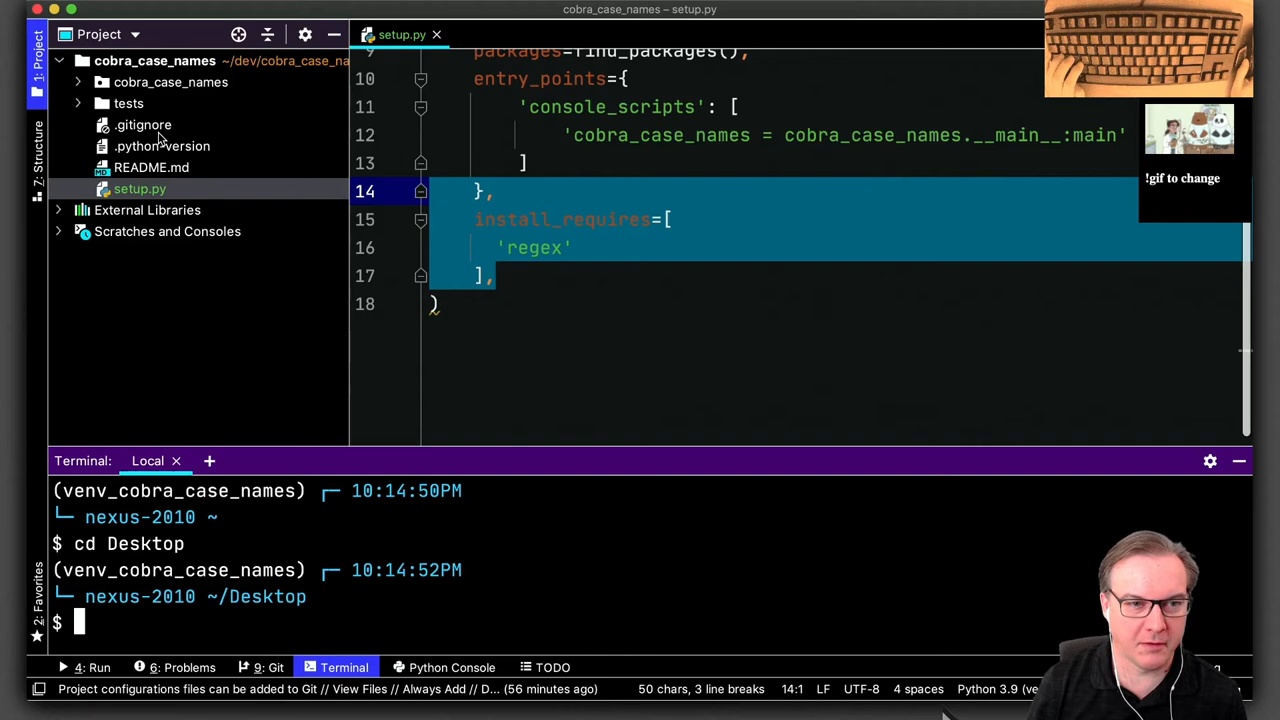 cobra_case_names – setup.py
Project
setup.py
1: Project
7: Structure
2: Favorites
cobra_case_names ~/dev/cobra_case_na
cobra_case_names
tests
.gitignore
.python-version
README.md
setup.py
External Libraries
Scratches and Consoles
9 packages=find_packages(),
10 entry_points={
11 'console_scripts': [
12 'cobra_case_names = cobra_case_names.__main__:main'
13 ]
14 },
15 install_requires=[
16 'regex'
17 ],
18 )
!gif to change
Terminal: Local
(venv_cobra_case_names) ┌─ 10:14:50PM
└─ nexus-2010 ~
$ cd Desktop
(venv_cobra_case_names) ┌─ 10:14:52PM
└─ nexus-2010 ~/Desktop
$
4: Run 6: Problems 9: Git Terminal Python Console TODO
Project configurations files can be added to Git // View Files // Always Add // D... (56 minutes ago) 50 chars, 3 line breaks 14:1 LF UTF-8 4 spaces Python 3.9 (ven